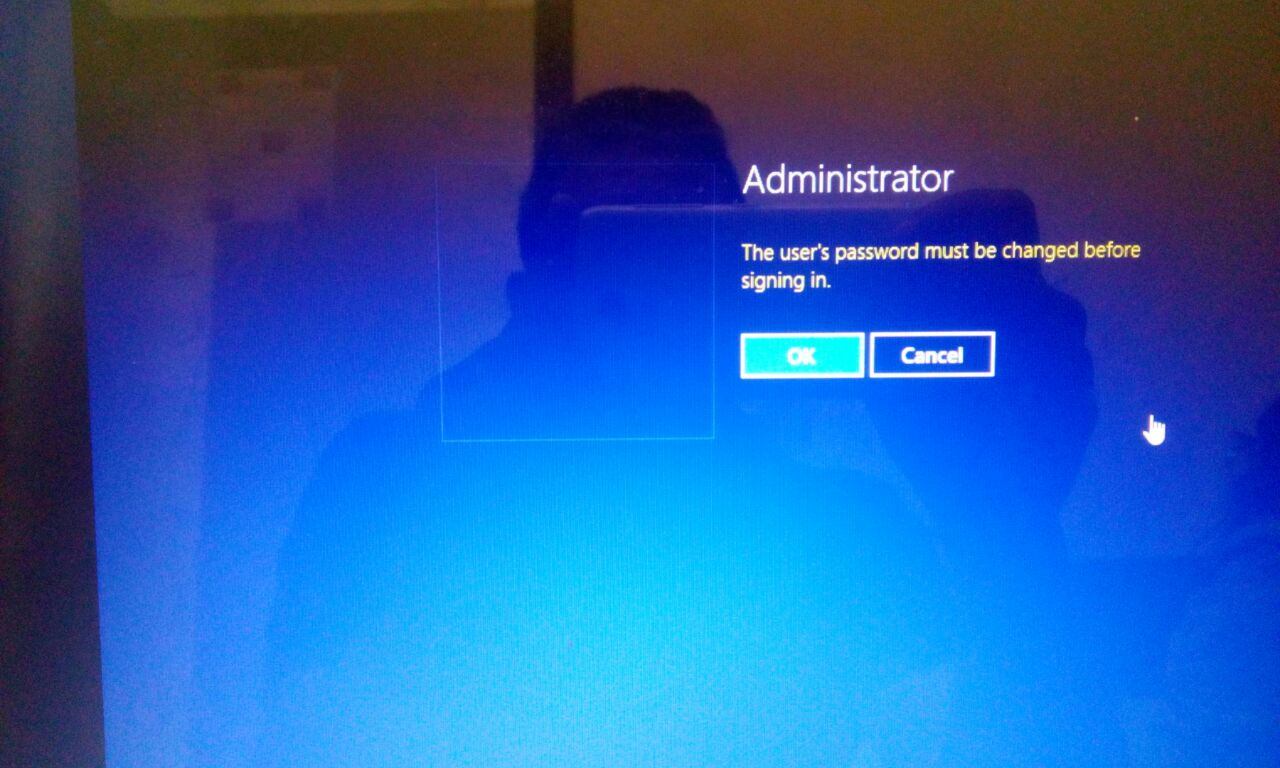 Administrator
The user's password must be changed before
signing in.
OK Cancel